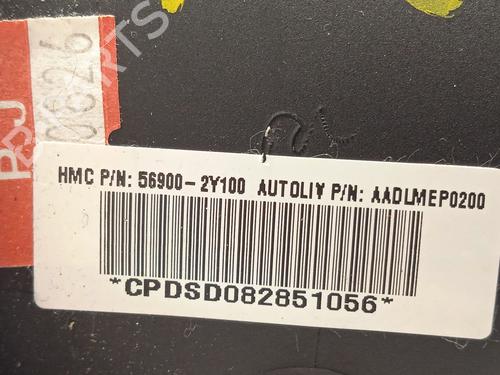 HMC P/N: 56900-2Y100 AUTOLIV P/N: AADLMEP0200
*CPDSD082851056*